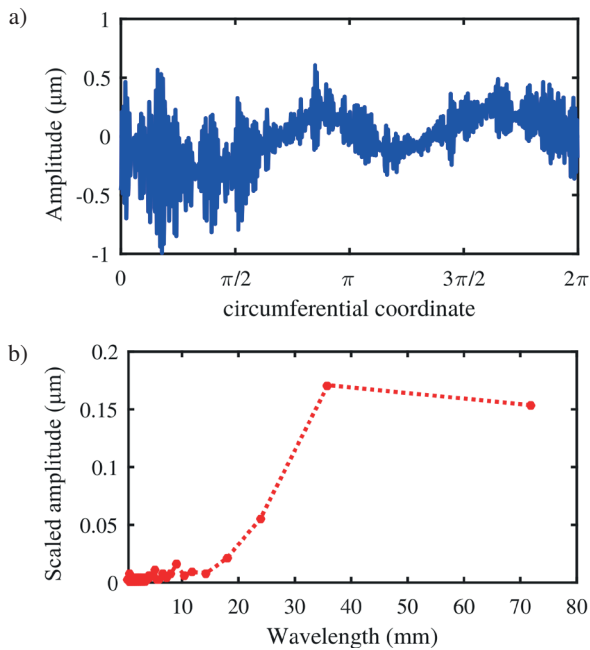 a)
1
0.5
0
-0.5
-1
Amplitude (μm)
0 π/2 π 3π/2 2π
circumferential coordinate
b)
0.2
0.15
0.1
0.05
0
Scaled amplitude (μm)
10 20 30 40 50 60 70 80
Wavelength (mm)